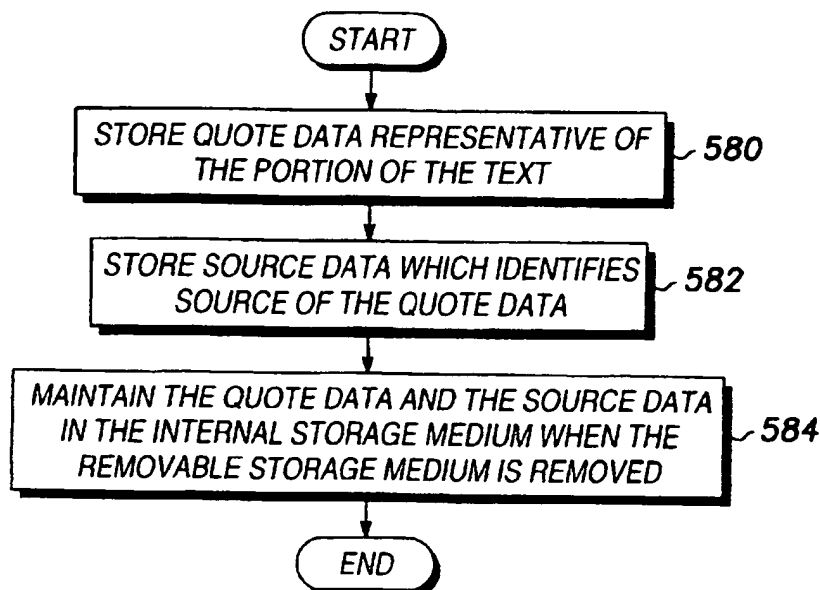 START
STORE QUOTE DATA REPRESENTATIVE OF
THE PORTION OF THE TEXT
580
STORE SOURCE DATA WHICH IDENTIFIES
SOURCE OF THE QUOTE DATA
582
MAINTAIN THE QUOTE DATA AND THE SOURCE DATA
IN THE INTERNAL STORAGE MEDIUM WHEN THE
REMOVABLE STORAGE MEDIUM IS REMOVED
584
END